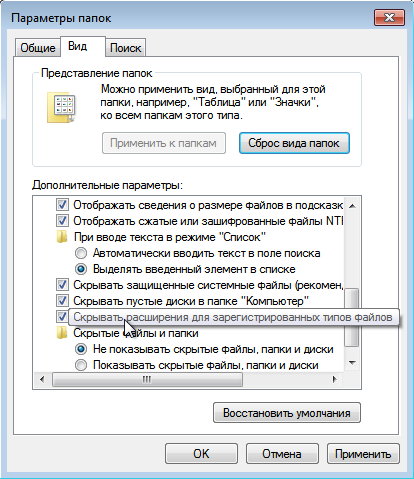 Параметры папок
Общие
Вид
Поиск
Представление папок
Можно применить вид, выбранный для этой
папки, например, "Таблица" или "Значки",
ко всем папкам этого типа.
Применить к папкам
Сброс вида папок
Дополнительные параметры:
Отображать сведения о размере файлов в подсказк
Отображать сжатые или зашифрованные файлы NT
При вводе текста в режиме "Список"
Автоматически вводить текст в поле поиска
Выделять введенный элемент в списке
Скрывать защищенные системные файлы (рекомен,
Скрывать пустые диски в папке "Компьютер"
Скрывать расширения для зарегистрированных типов файлов
Скрытые файлы и папки
Не показывать скрытые файлы, папки и диски
Показывать скрытые файлы, папки и диски
Восстановить умолчания
OK
Отмена
Применить